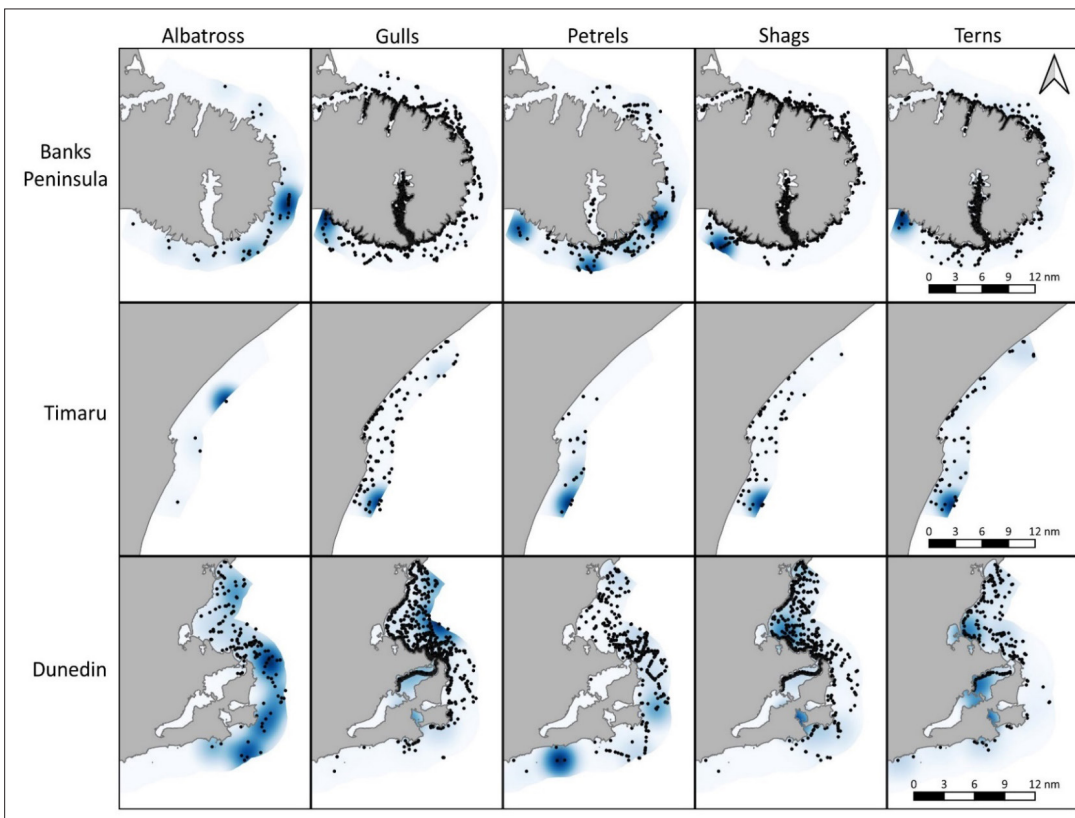 Albatross Gulls Petrels Shags Terns
Banks
Peninsula
0 3 6 9 12 nm
Timaru
0 3 6 9 12 nm
Dunedin
0 3 6 9 12 nm